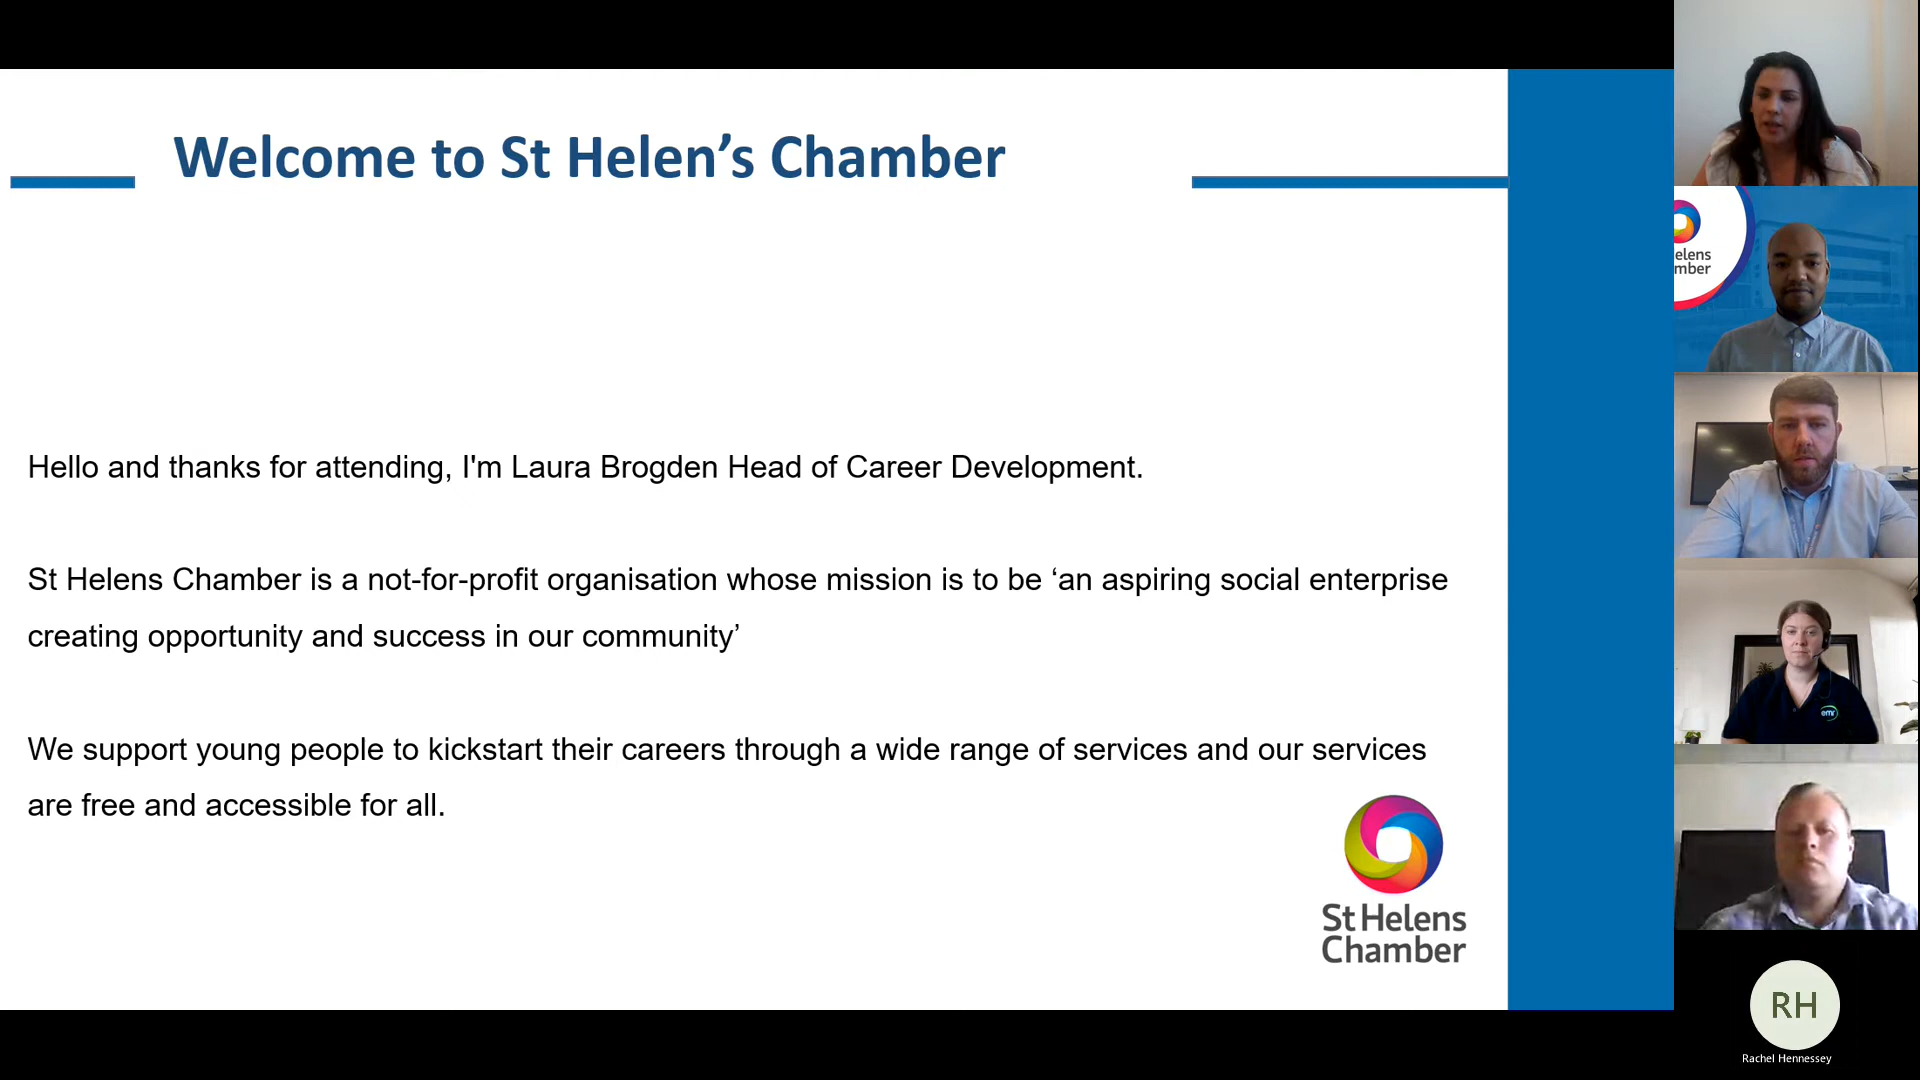 Welcome to St Helen’s Chamber
Hello and thanks for attending, I'm Laura Brogden Head of Career Development.
St Helens Chamber is a not-for-profit organisation whose mission is to be ‘an aspiring social enterprise
creating opportunity and success in our community’
We support young people to kickstart their careers through a wide range of services and our services
are free and accessible for all.
St Helens
Chamber
elens
mber
emr
RH
Rachel Hennessey